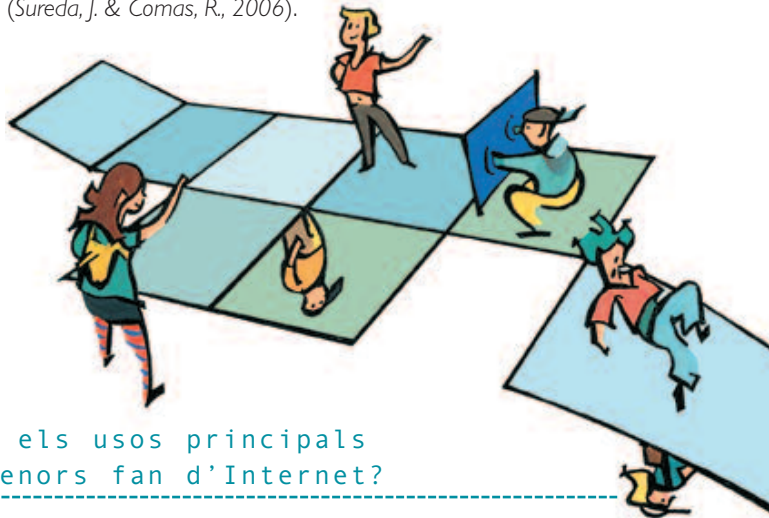 (Sureda, J. & Comas, R., 2006).
els usos principals
enors fan d'Internet?